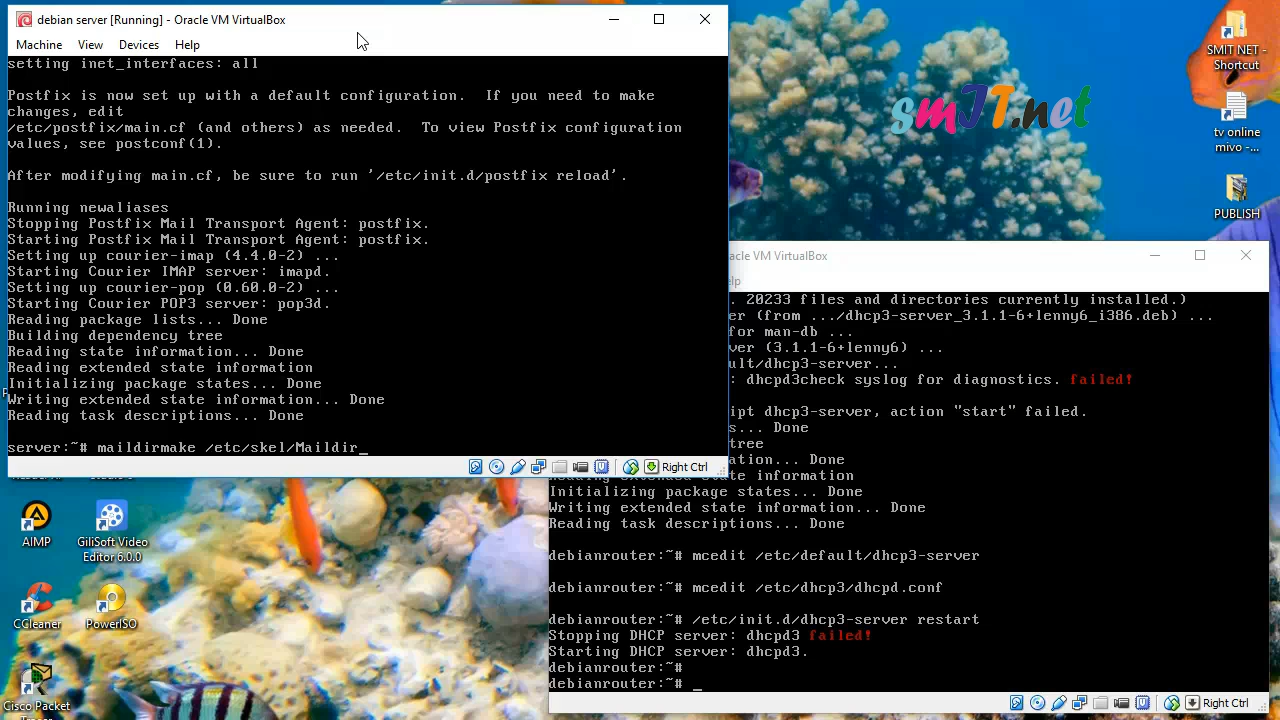 debian server [Running] - Oracle VM VirtualBox
Machine View Devices Help
setting inet_interfaces: all
Postfix is now set up with a default configuration.  If you need to make
changes, edit
/etc/postfix/main.cf (and others) as needed.  To view Postfix configuration
values, see postconf(1).
After modifying main.cf, be sure to run '/etc/init.d/postfix reload'.
Running newaliases
Stopping Postfix Mail Transport Agent: postfix.
Starting Postfix Mail Transport Agent: postfix.
Setting up courier-imap (4.4.0-2) ...
Starting Courier IMAP server: imapd.
Setting up courier-pop (0.60.0-2) ...
Starting Courier POP3 server: pop3d.
Reading package lists... Done
Building dependency tree
Reading state information... Done
Reading extended state information
Initializing package states... Done
Writing extended state information... Done
Reading task descriptions... Done
server:~# maildirmake /etc/skel/Maildir_
Right Ctrl
smIT.net
SMIT NET -
Shortcut
tv online
mivo -...
PUBLISH
acle VM VirtualBox
elp
. 20233 files and directories currently installed.)
er (from .../dhcp3-server_3.1.1-6+lenny6_i386.deb) ...
for man-db ...
ver (3.1.1-6+lenny6) ...
ault/dhcp3-server...
: dhcpd3check syslog for diagnostics. failed!
ipt dhcp3-server, action "start" failed.
s... Done
tree
ation... Done
Reading extended state information
Initializing package states... Done
Writing extended state information... Done
Reading task descriptions... Done
debianrouter:~# mcedit /etc/default/dhcp3-server
debianrouter:~# mcedit /etc/dhcp3/dhcpd.conf
debianrouter:~# /etc/init.d/dhcp3-server restart
Stopping DHCP server: dhcpd3 failed!
Starting DHCP server: dhcpd3.
debianrouter:~#
debianrouter:~# _
Right Ctrl
AIMP
GiliSoft Video
Editor 6.0.0
CCleaner
PowerISO
Cisco Packet